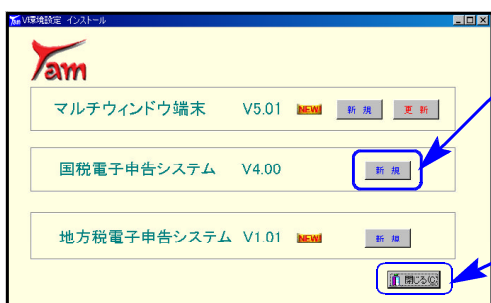 V環境設定 インストール
Tam
マルチウィンドウ端末 V5.01 NEW! 新規 更新
国税電子申告システム V4.00 新規
地方税電子申告システム V1.01 NEW! 新規
閉じる(C)